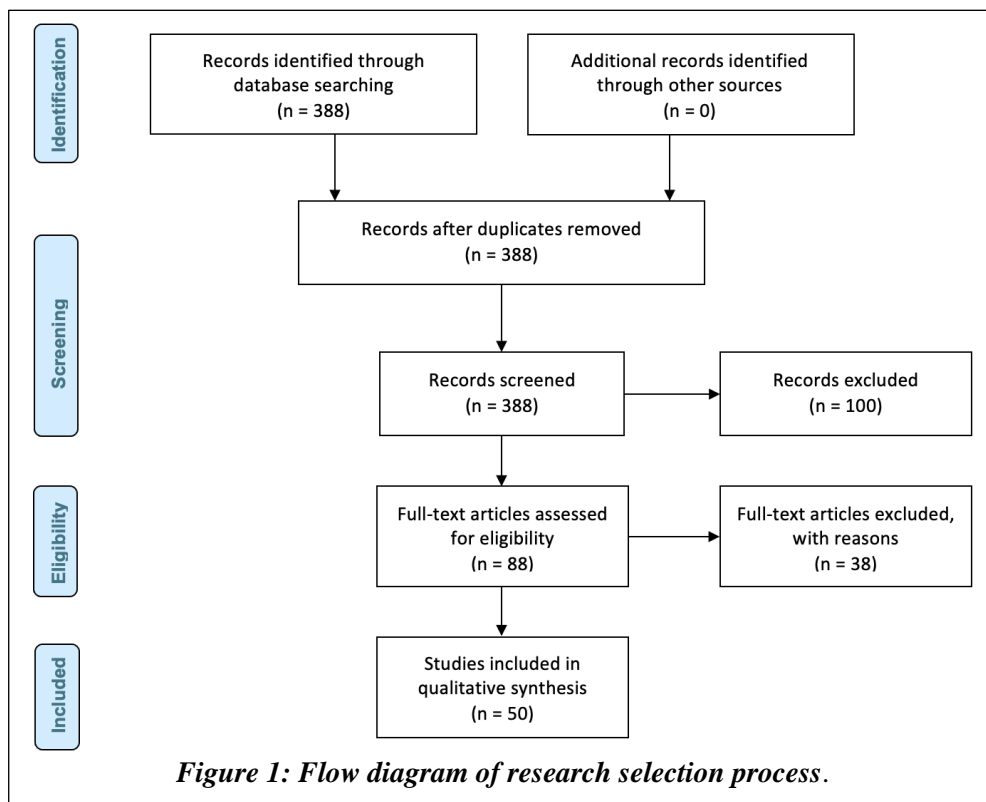 Identification
Records identified through
database searching
(n = 388)
Additional records identified
through other sources
(n = 0)
Screening
Records after duplicates removed
(n = 388)
Records screened
(n = 388)
Records excluded
(n = 100)
Eligibility
Full-text articles assessed
for eligibility
(n = 88)
Full-text articles excluded,
with reasons
(n = 38)
Included
Studies included in
qualitative synthesis
(n = 50)
Figure 1: Flow diagram of research selection process.